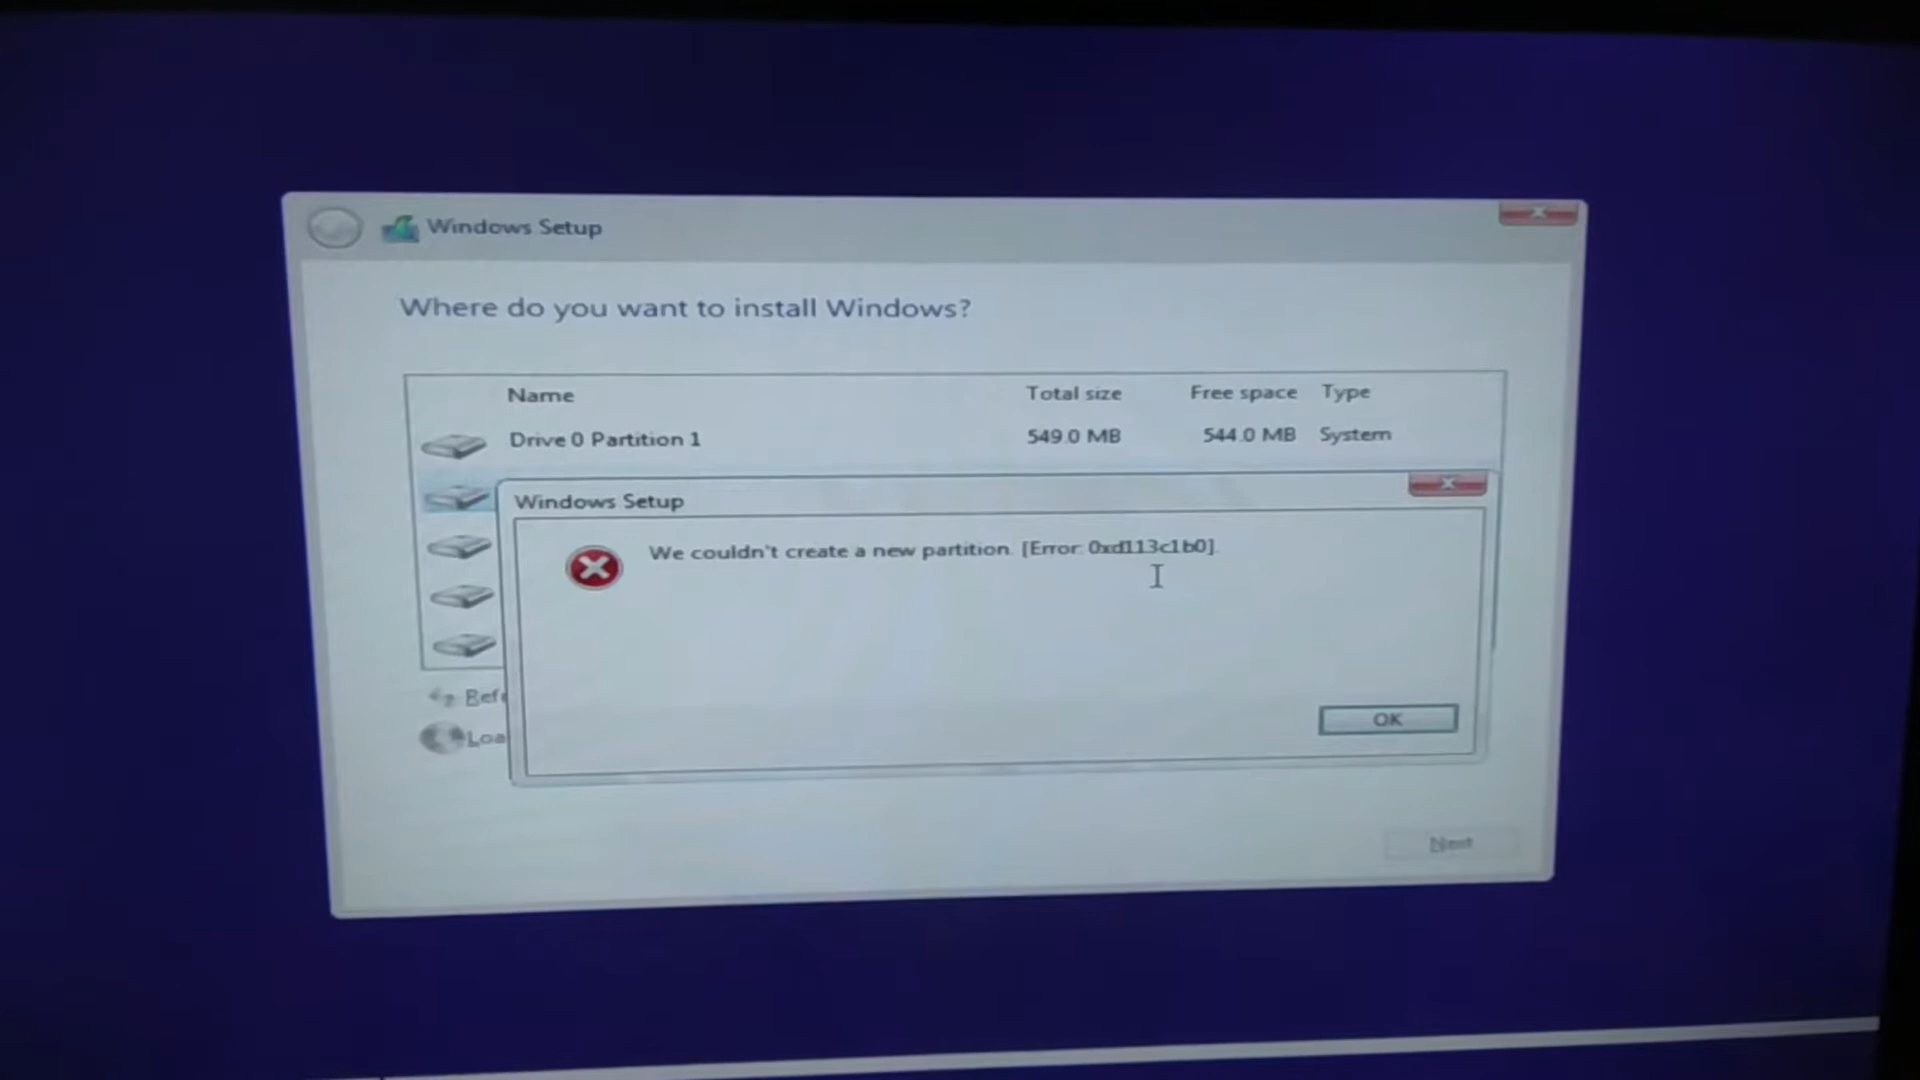 Windows Setup
Where do you want to install Windows?
Name Total size Free space Type
Drive 0 Partition 1 549.0 MB 544.0 MB System
Windows Setup
We couldn't create a new partition. [Error: 0xd113c1b0].
OK
Next